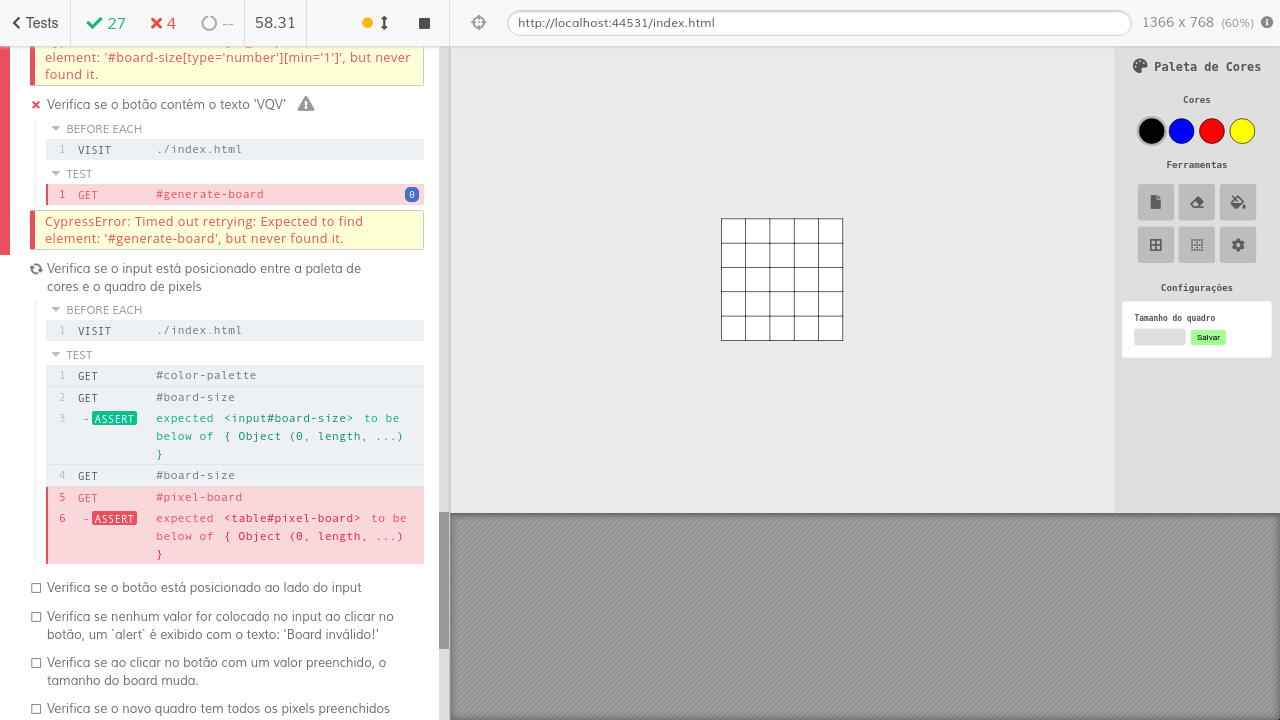 Tests
27
4
--
58.31
http://localhost:44531/index.html
1366 x 768 (60%)
element: '#board-size[type='number'][min='1']', but never
found it.
Verifica se o botão contém o texto 'VQV'
BEFORE EACH
1 VISIT ./index.html
TEST
1 GET #generate-board 0
CypressError: Timed out retrying: Expected to find
element: '#generate-board', but never found it.
Verifica se o input está posicionado entre a paleta de
cores e o quadro de pixels
BEFORE EACH
1 VISIT ./index.html
TEST
1 GET #color-palette
2 GET #board-size
3 -ASSERT expected <input#board-size> to be
below of { Object (0, length, ...)
}
4 GET #board-size
5 GET #pixel-board
6 -ASSERT expected <table#pixel-board> to be
below of { Object (0, length, ...)
}
Verifica se o botão está posicionado ao lado do input
Verifica se nenhum valor for colocado no input ao clicar no
botão, um `alert` é exibido com o texto: 'Board inválido!'
Verifica se ao clicar no botão com um valor preenchido, o
tamanho do board muda.
Verifica se o novo quadro tem todos os pixels preenchidos
Paleta de Cores
Cores
Ferramentas
Configurações
Tamanho do quadro
Salvar